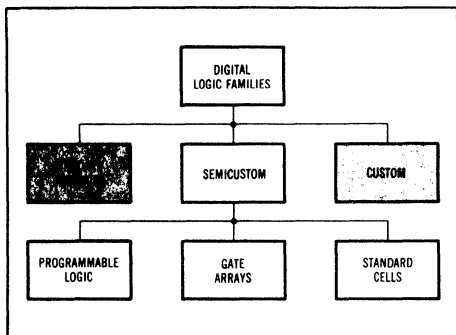 DIGITAL
LOGIC FAMILIES
SEMICUSTOM
CUSTOM
PROGRAMMABLE
LOGIC
GATE
ARRAYS
STANDARD
CELLS